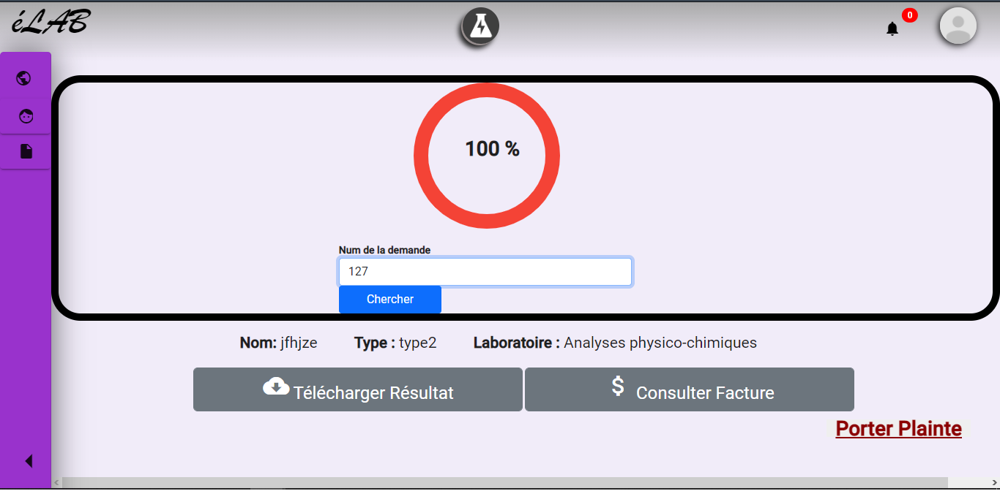 éLAB
0
100 %
Num de la demande
127
Chercher
Nom: jfhjze Type : type2 Laboratoire : Analyses physico-chimiques
Télécharger Résultat $ Consulter Facture
Porter Plainte